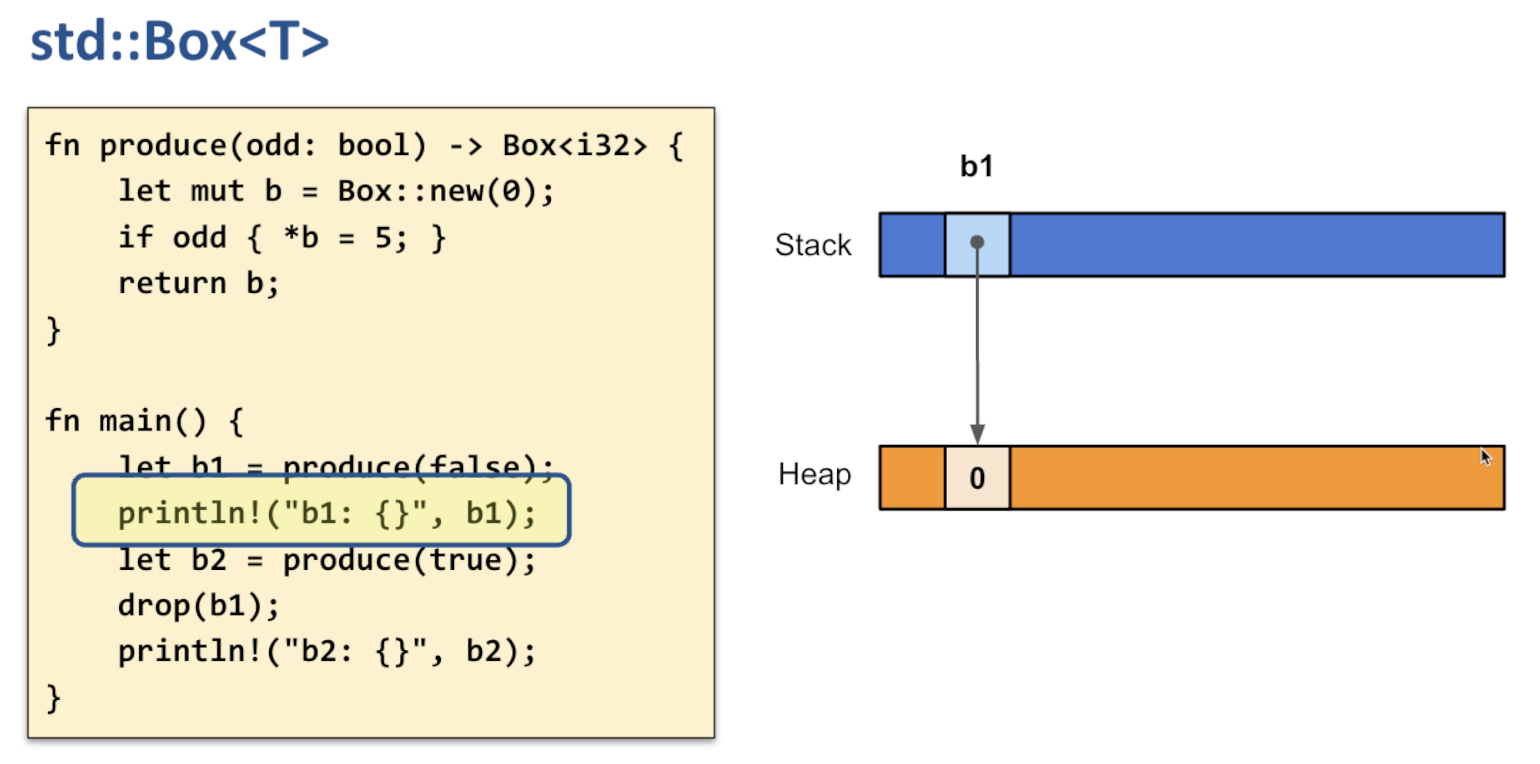 std::Box<T>
fn produce(odd: bool) -> Box<i32> {
    let mut b = Box::new(0);
    if odd { *b = 5; }
    return b;
}
fn main() {
    let b1 = produce(false);
    println!("b1: {}", b1);
    let b2 = produce(true);
    drop(b1);
    println!("b2: {}", b2);
}
b1
Stack
Heap
0